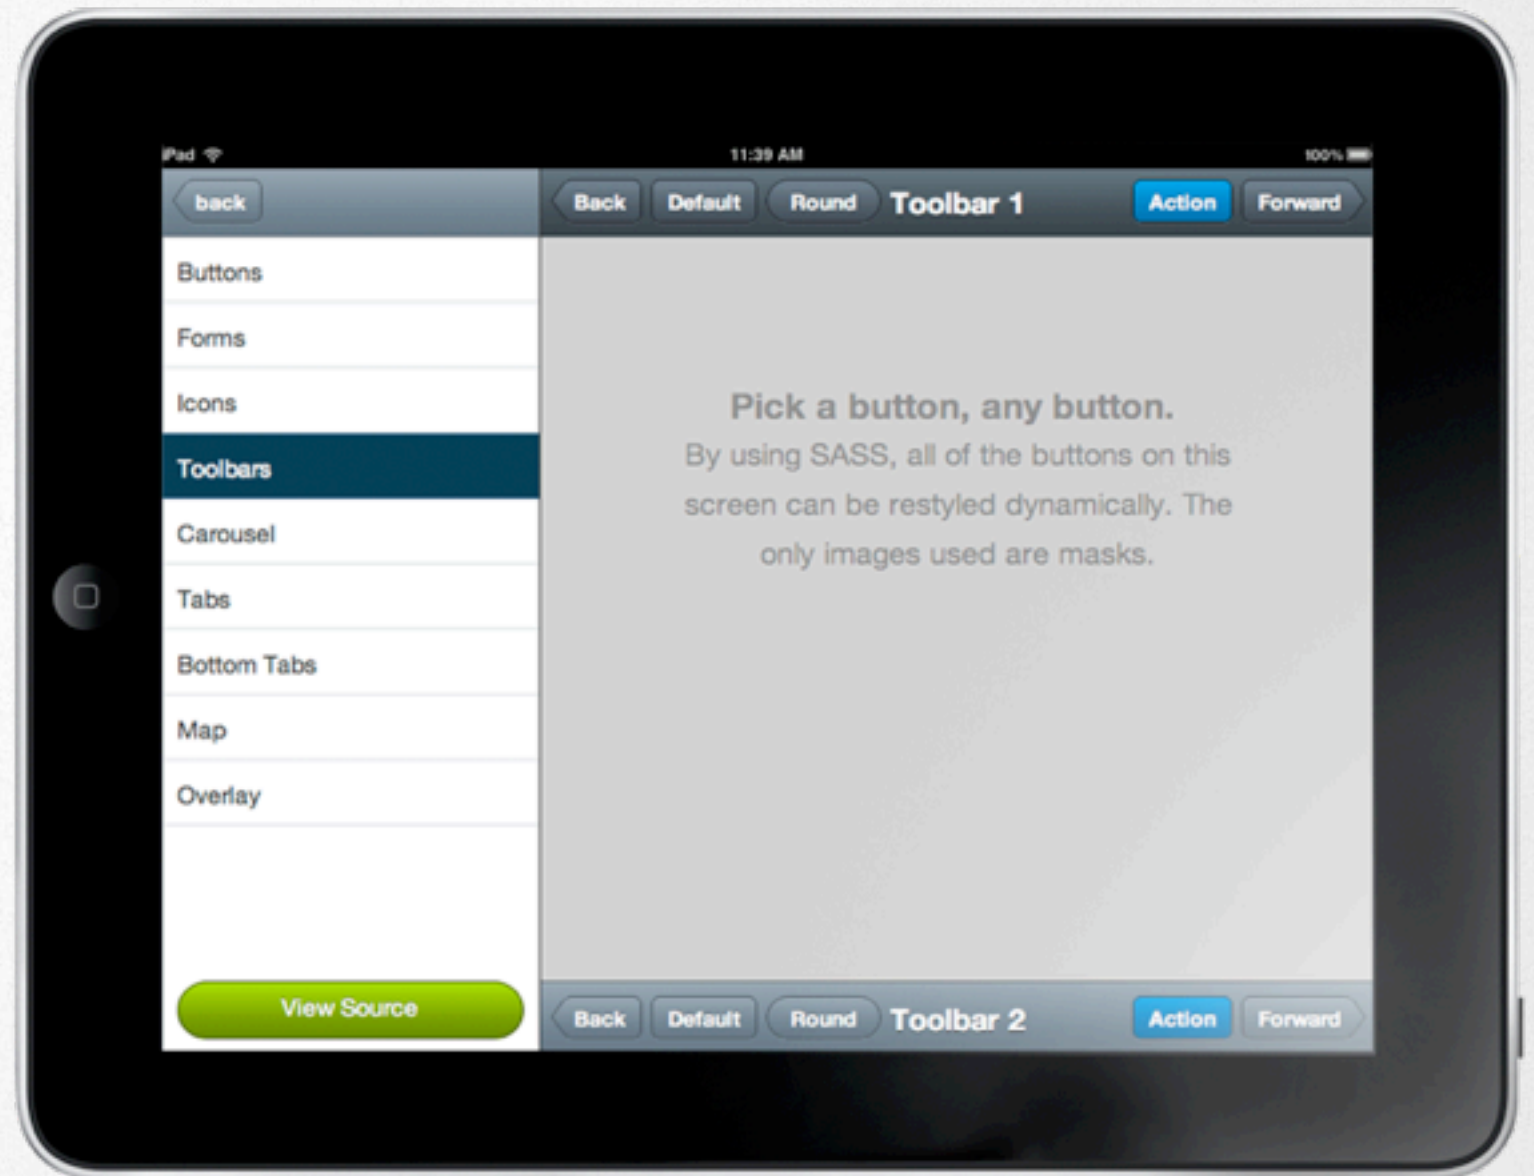 iPad
11:39 AM
100%
back
Buttons
Forms
Icons
Toolbars
Carousel
Tabs
Bottom Tabs
Map
Overlay
View Source
Back Default Round Toolbar 1 Action Forward
Pick a button, any button.
By using SASS, all of the buttons on this
screen can be restyled dynamically. The
only images used are masks.
Back Default Round Toolbar 2 Action Forward